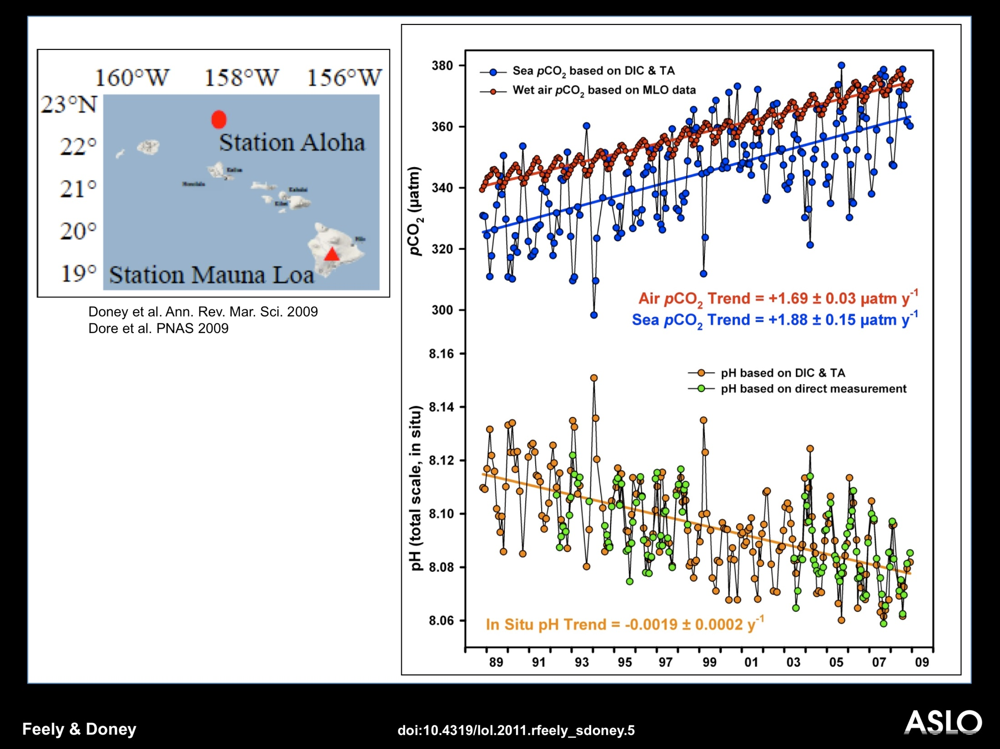 160°W 158°W 156°W
23°N
22°
21°
20°
19°
Station Aloha
Station Mauna Loa
Doney et al. Ann. Rev. Mar. Sci. 2009
Dore et al. PNAS 2009
Sea pCO2 based on DIC & TA
Wet air pCO2 based on MLO data
380
360
340
320
300
pCO2 (µatm)
Air pCO2 Trend = +1.69 ± 0.03 µatm y-1
Sea pCO2 Trend = +1.88 ± 0.15 µatm y-1
pH based on DIC & TA
pH based on direct measurement
8.16
8.14
8.12
8.10
8.08
8.06
pH (total scale, in situ)
In Situ pH Trend = -0.0019 ± 0.0002 y-1
89 91 93 95 97 99 01 03 05 07 09
Feely & Doney
doi:10.4319/lol.2011.rfeely_sdoney.5
ASLO